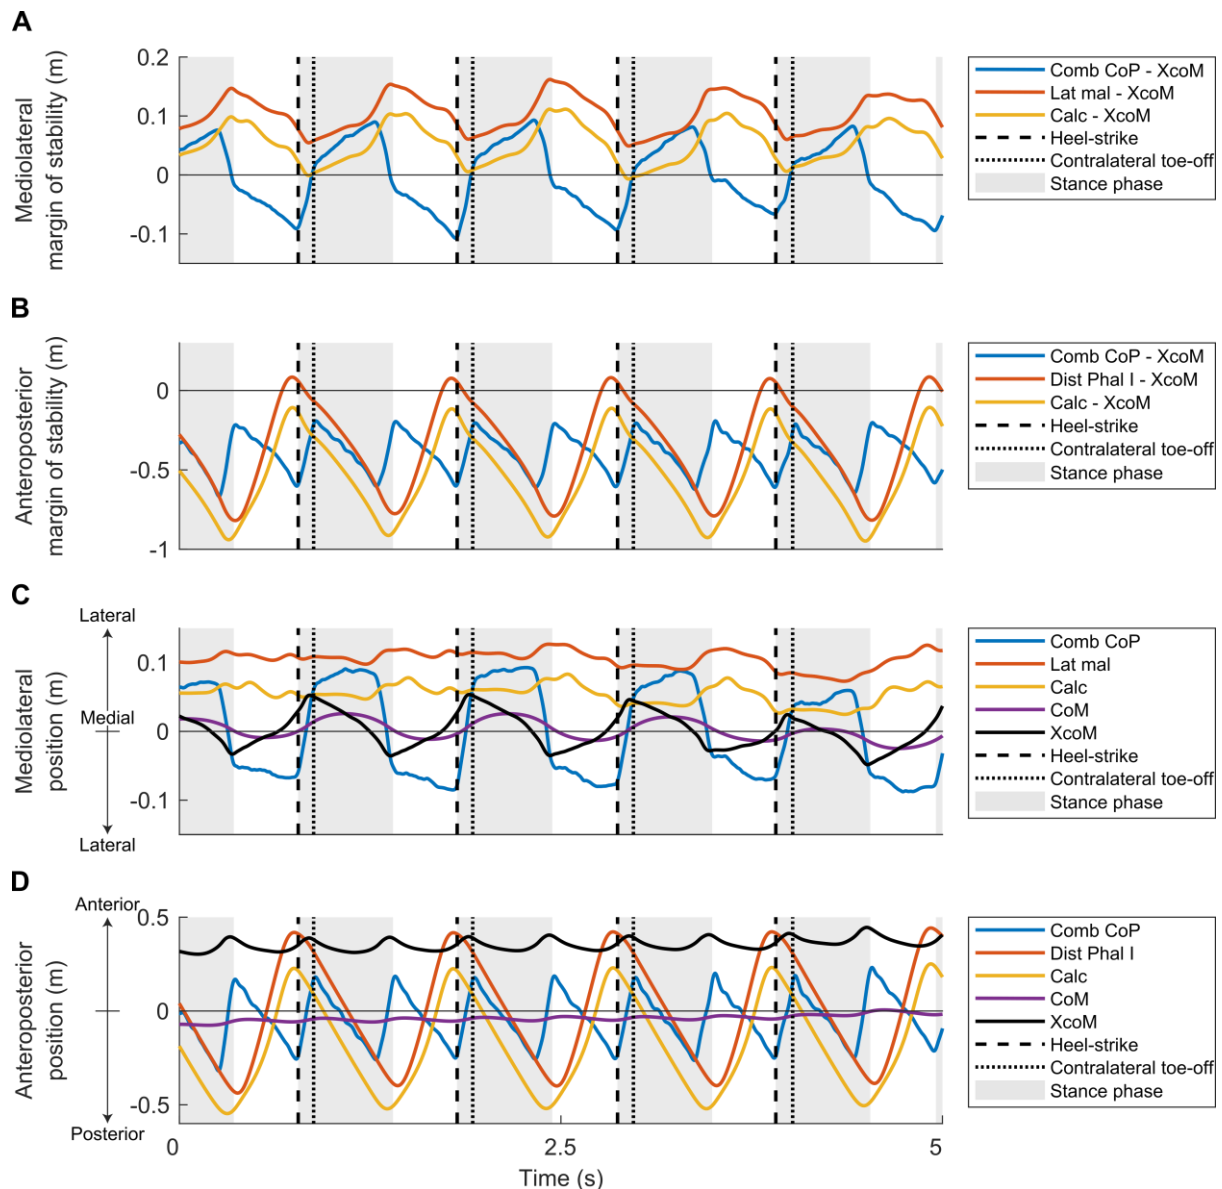 A
Mediolateral
margin of stability (m)
0.2
0.1
0
-0.1
Comb CoP - XcoM
Lat mal - XcoM
Calc - XcoM
Heel-strike
Contralateral toe-off
Stance phase
B
Anteroposterior
margin of stability (m)
0
-0.5
-1
Comb CoP - XcoM
Dist Phal I - XcoM
Calc - XcoM
Heel-strike
Contralateral toe-off
Stance phase
C
Mediolateral
position (m)
Lateral
Medial
Lateral
0.1
0
-0.1
Comb CoP
Lat mal
Calc
CoM
XcoM
Heel-strike
Contralateral toe-off
Stance phase
D
Anteroposterior
position (m)
Anterior
Posterior
0.5
0
-0.5
Comb CoP
Dist Phal I
Calc
CoM
XcoM
Heel-strike
Contralateral toe-off
Stance phase
0
2.5
5
Time (s)